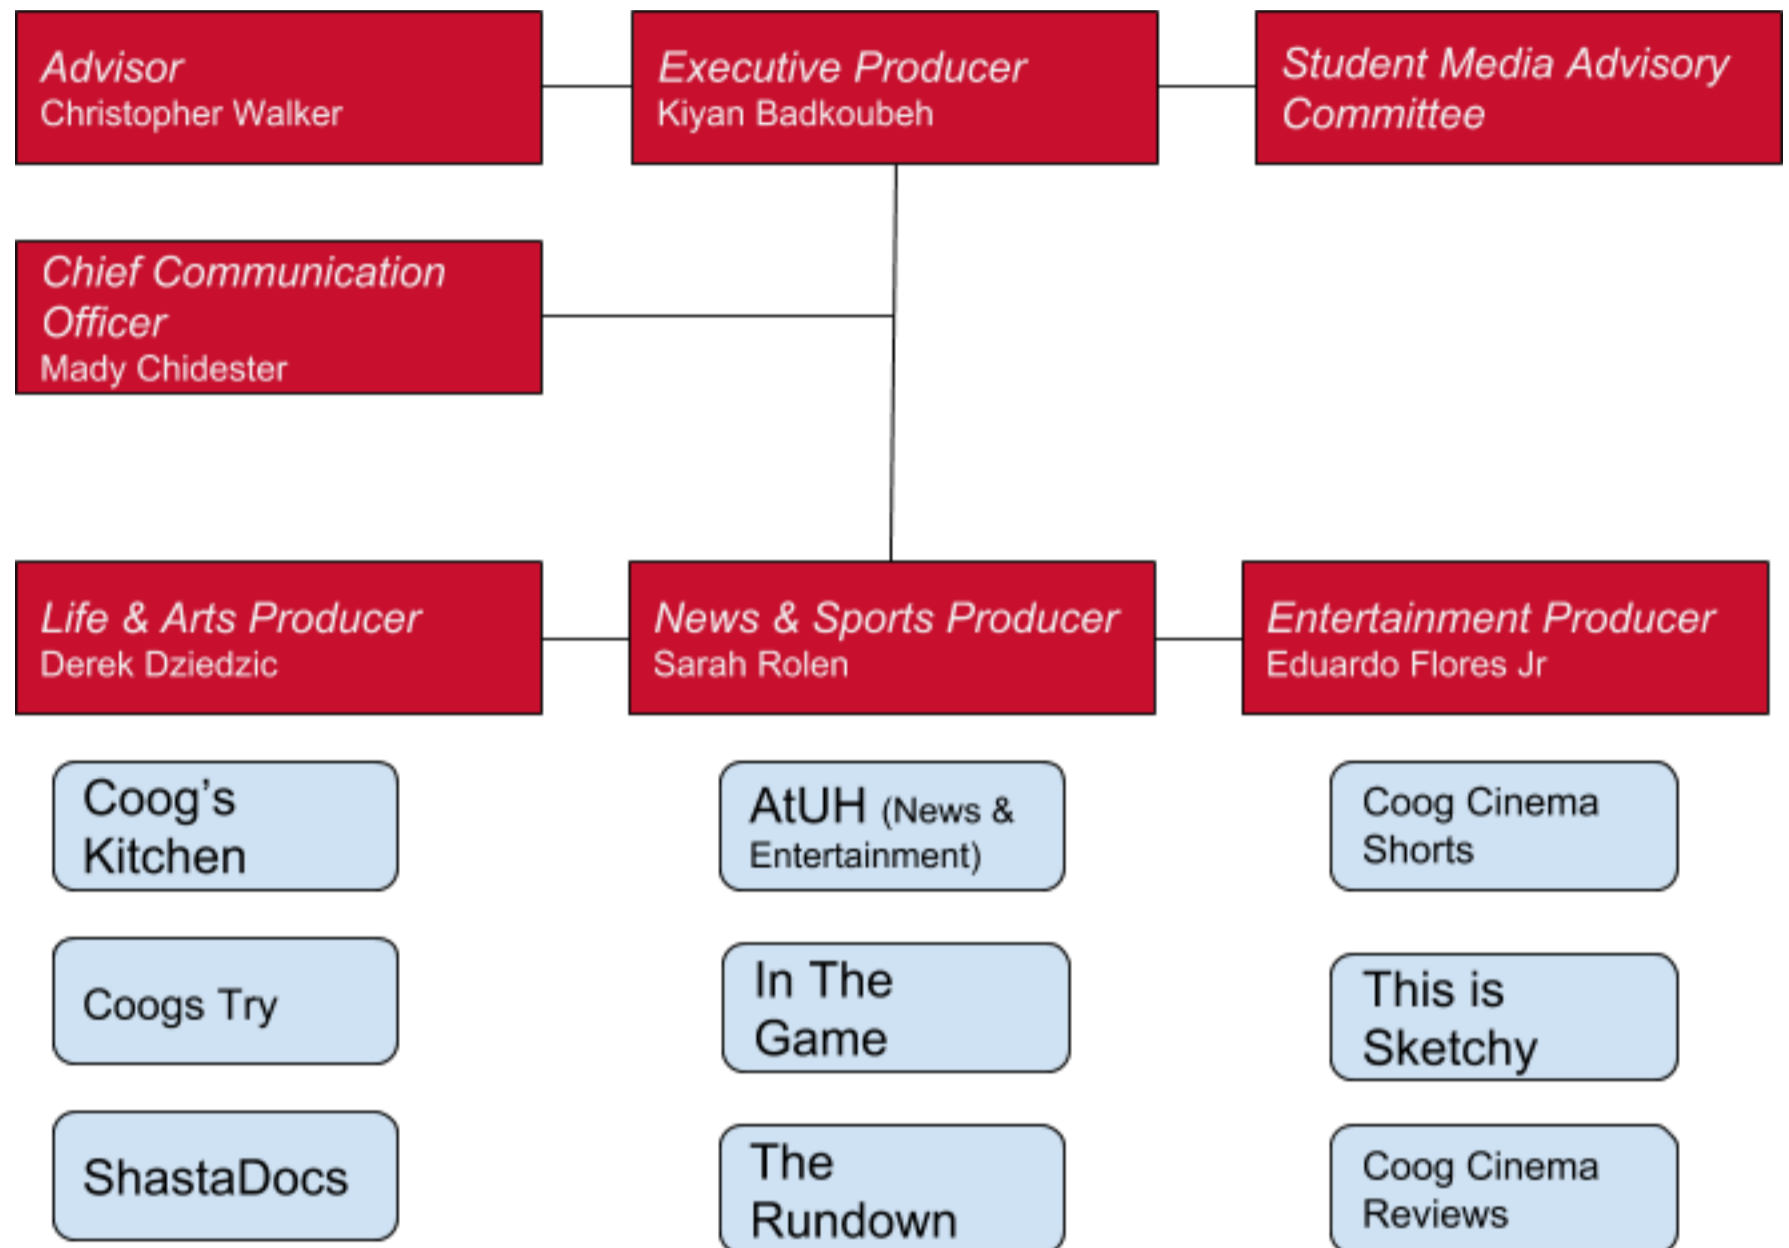 Advisor
Christopher Walker
Executive Producer
Kiyan Badkoubeh
Student Media Advisory
Committee
Chief Communication
Officer
Mady Chidester
Life & Arts Producer
Derek Dziedzic
News & Sports Producer
Sarah Rolen
Entertainment Producer
Eduardo Flores Jr
Coog’s
Kitchen
AtUH (News &
Entertainment)
Coog Cinema
Shorts
Coogs Try
In The
Game
This is
Sketchy
ShastaDocs
The
Rundown
Coog Cinema
Reviews